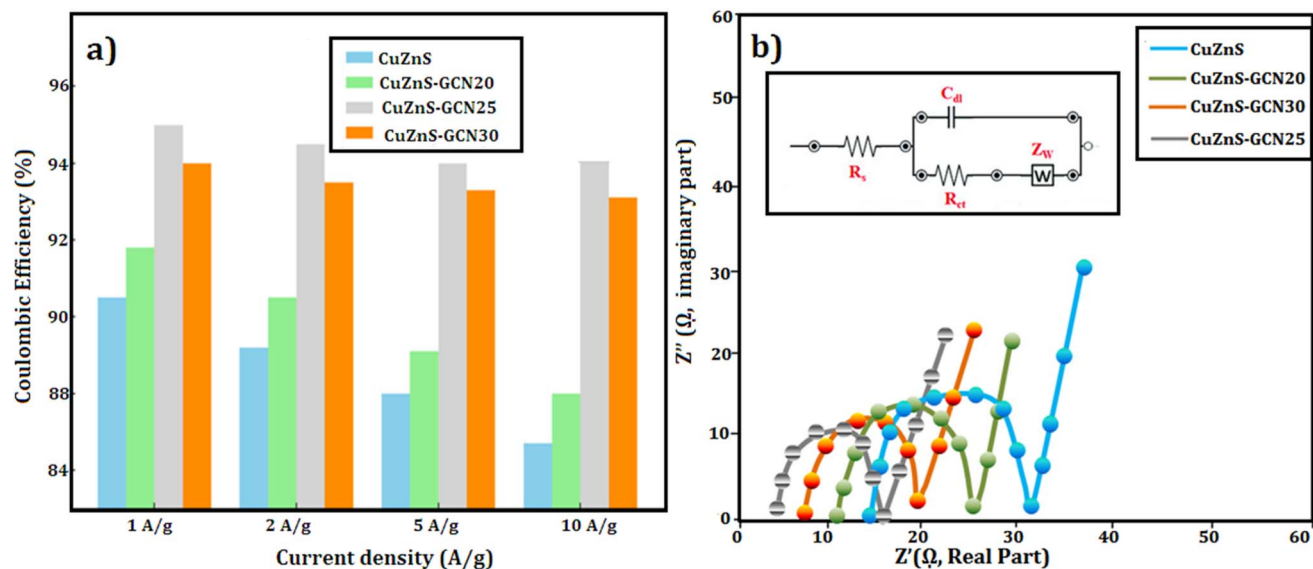 a)
CuZnS
CuZnS-GCN20
CuZnS-GCN25
CuZnS-GCN30
Coulombic Efficiency (%)
96
94
92
90
88
86
84
1 A/g
2 A/g
5 A/g
10 A/g
Current density (A/g)
b)
CuZnS
CuZnS-GCN20
CuZnS-GCN30
CuZnS-GCN25
Cdl
Rs
Rct
ZW
W
Z'' (Ω, imaginary part)
60
50
40
30
20
10
0
0
10
20
30
40
50
60
Z'(Ω, Real Part)